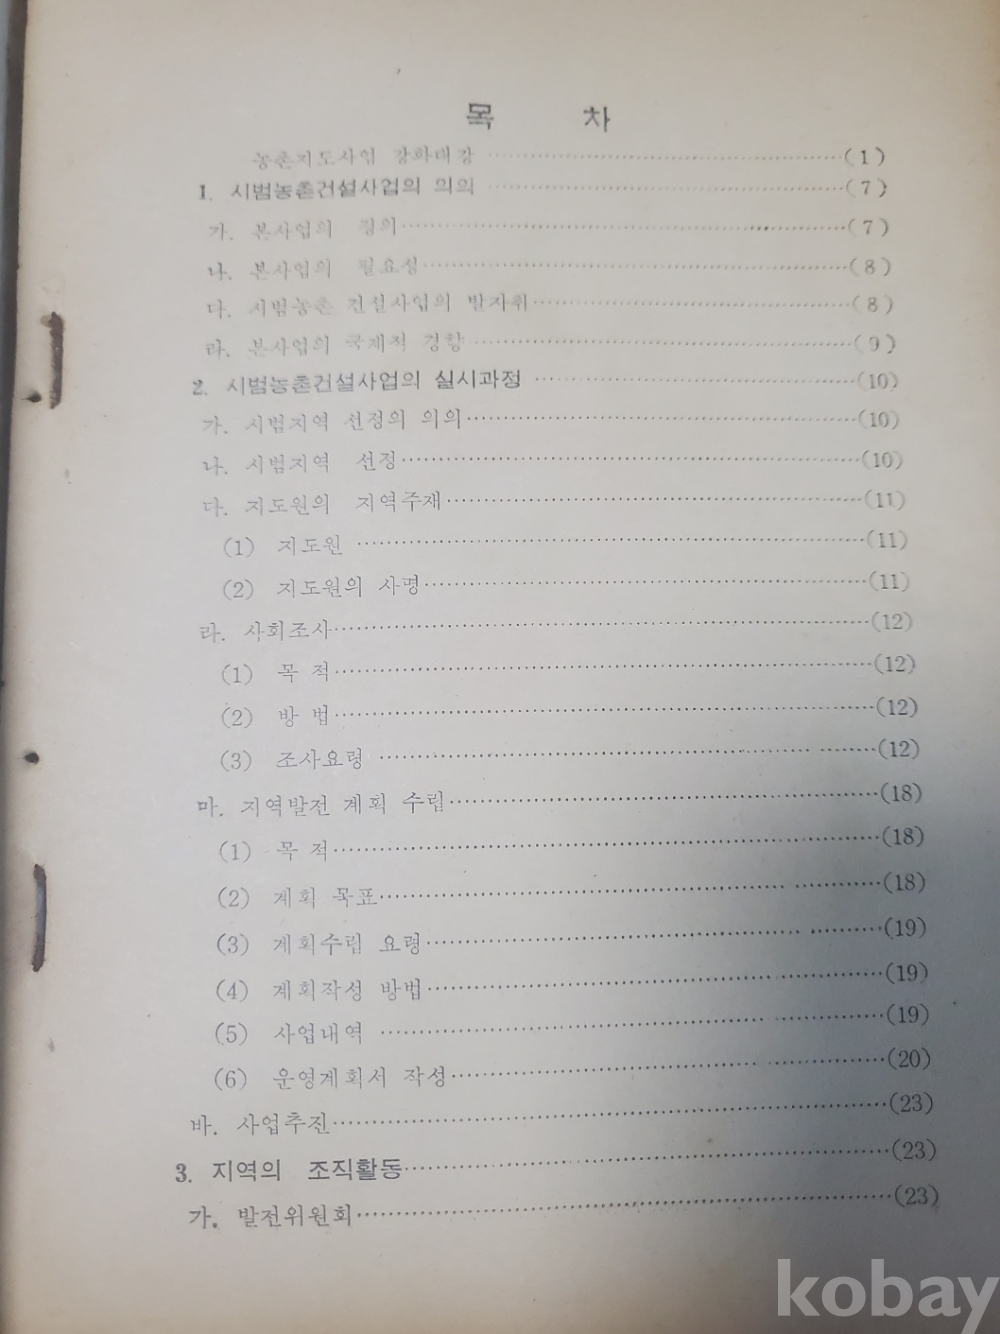 목 차
농촌지도사업 강화대강 (1)
1. 시범농촌건설사업의 의의 (7)
가. 본사업의 정의 (7)
나. 본사업의 필요성 (8)
다. 시범농촌 건설사업의 발자취 (8)
라. 본사업의 국제적 경향 (9)
2. 시범농촌건설사업의 실시과정 (10)
가. 시범지역 선정의 의의 (10)
나. 시범지역 선정 (10)
다. 지도원의 지역주재 (11)
(1) 지도원 (11)
(2) 지도원의 사명 (11)
라. 사회조사 (12)
(1) 목 적 (12)
(2) 방 법 (12)
(3) 조사요령 (12)
마. 지역발전 계획 수립 (18)
(1) 목 적 (18)
(2) 계획 목표 (18)
(3) 계획수립 요령 (19)
(4) 계획작성 방법 (19)
(5) 사업내역 (19)
(6) 운영계획서 작성 (20)
바. 사업추진 (23)
3. 지역의 조직활동 (23)
가. 발전위원회 (23)
kobay